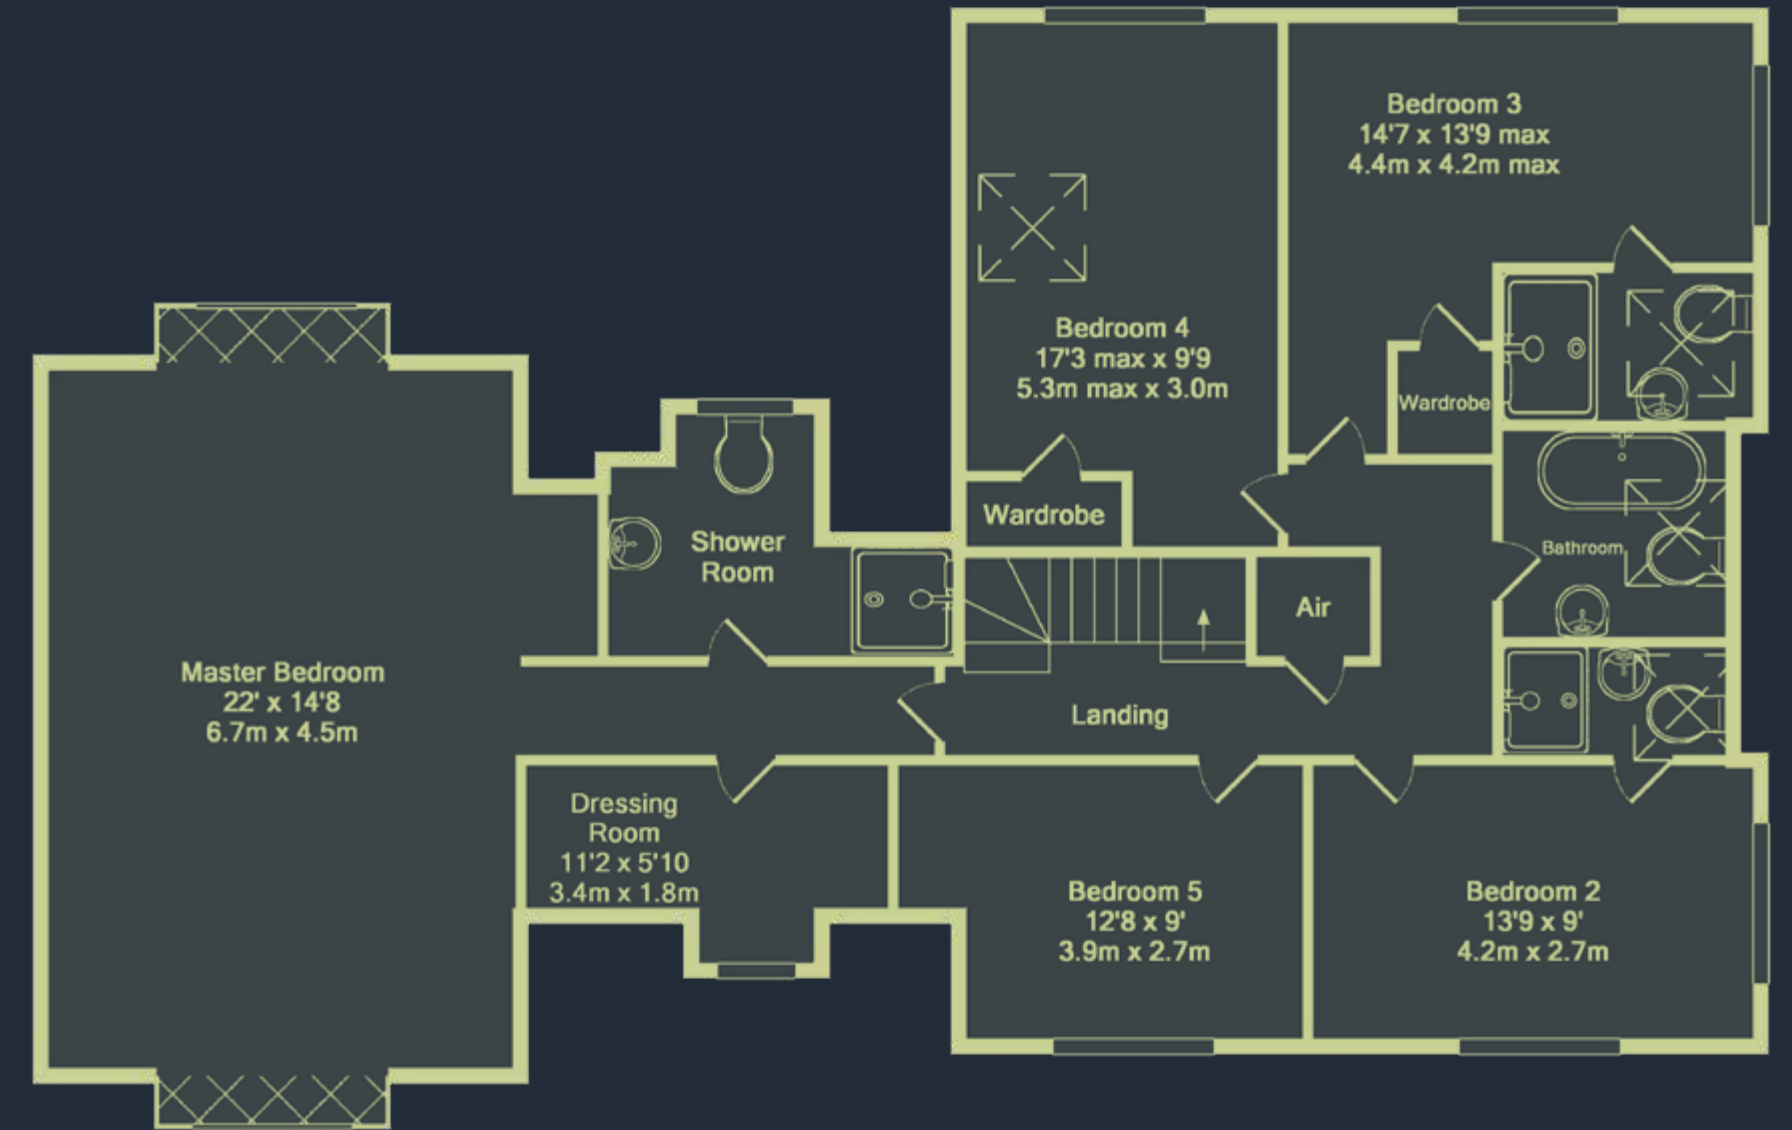 Bedroom 3
14'7 x 13'9 max
4.4m x 4.2m max
Bedroom 4
17'3 max x 9'9
5.3m max x 3.0m
Wardrobe
Wardrobe
Shower
Room
Bathroom
Air
Master Bedroom
22' x 14'8
6.7m x 4.5m
Landing
Dressing
Room
11'2 x 5'10
3.4m x 1.8m
Bedroom 5
12'8 x 9'
3.9m x 2.7m
Bedroom 2
13'9 x 9'
4.2m x 2.7m